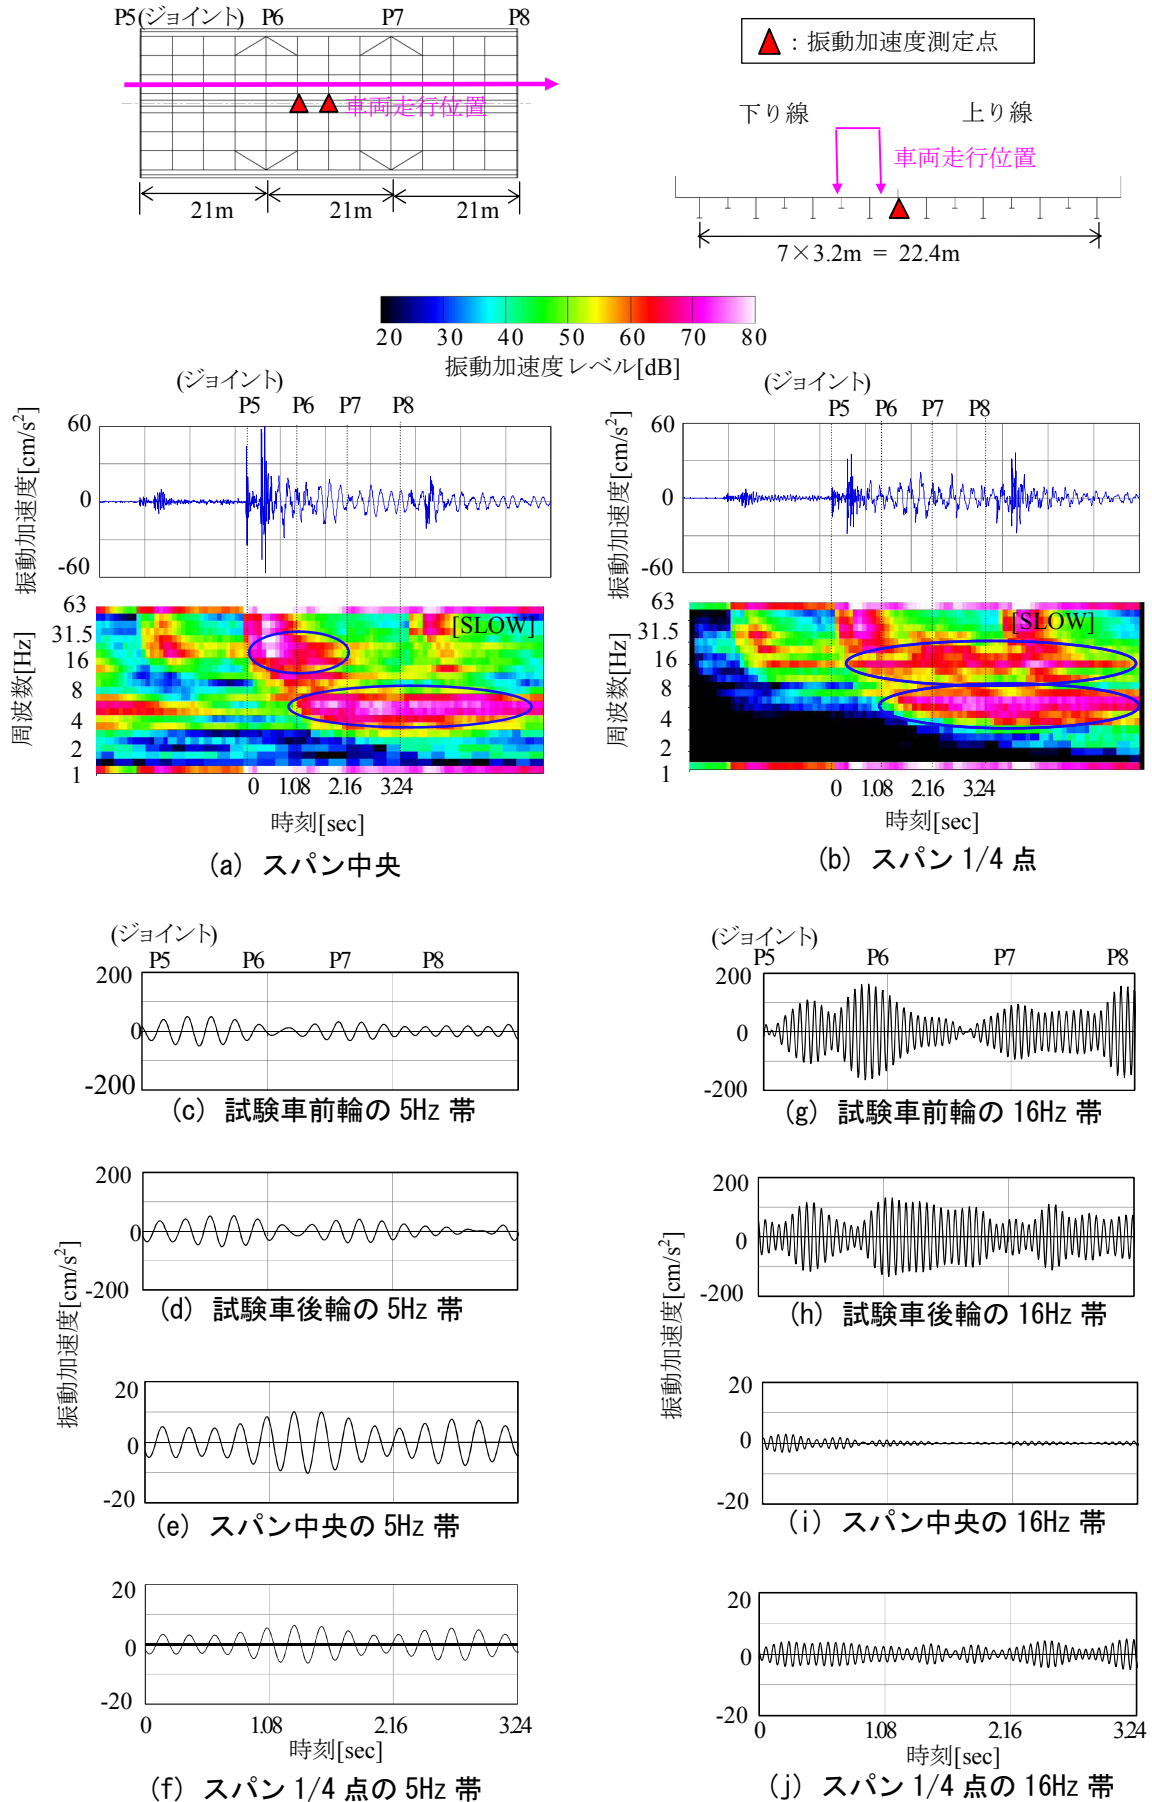 P5(ジョイント) P6 P7 P8
車両走行位置
21m 21m 21m
：振動加速度測定点
下り線 上り線
車両走行位置
7×3.2m = 22.4m
20 30 40 50 60 70 80
振動加速度レベル[dB]
(ジョイント)
P5 P6 P7 P8
振動加速度[cm/s²]
60
0
-60
周波数[Hz]
63
31.5
16
8
4
2
1
[SLOW]
0 1.08 2.16 3.24
時刻[sec]
(a) スパン中央
(ジョイント)
P5 P6 P7 P8
振動加速度[cm/s²]
60
0
-60
周波数[Hz]
63
31.5
16
8
4
2
1
[SLOW]
0 1.08 2.16 3.24
時刻[sec]
(b) スパン 1/4 点
(ジョイント)
P5 P6 P7 P8
200
0
-200
(c) 試験車前輪の 5Hz 帯
200
0
-200
(d) 試験車後輪の 5Hz 帯
振動加速度[cm/s²]
20
0
-20
(e) スパン中央の 5Hz 帯
20
0
-20
0 1.08 2.16 3.24
時刻[sec]
(f) スパン 1/4 点の 5Hz 帯
(ジョイント)
P5 P6 P7 P8
200
0
-200
(g) 試験車前輪の 16Hz 帯
200
0
-200
(h) 試験車後輪の 16Hz 帯
振動加速度[cm/s²]
20
0
-20
(i) スパン中央の 16Hz 帯
20
0
-20
0 1.08 2.16 3.24
時刻[sec]
(j) スパン 1/4 点の 16Hz 帯